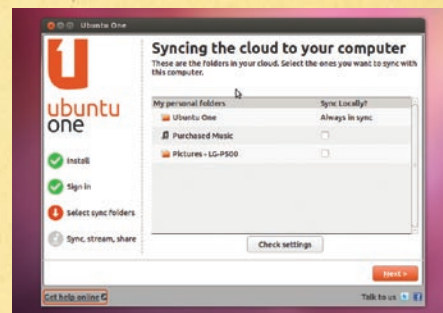 Ubuntu One
ubuntu
one
Install
Sign in
Select sync folders
Sync, stream, share
Syncing the cloud to your computer
These are the folders in your cloud. Select the ones you want to sync with
this computer.
My personal folders Sync Locally?
Ubuntu One Always in sync
Purchased Music
Pictures - LG-P500
Check settings
Next >
Get help online
Talk to us